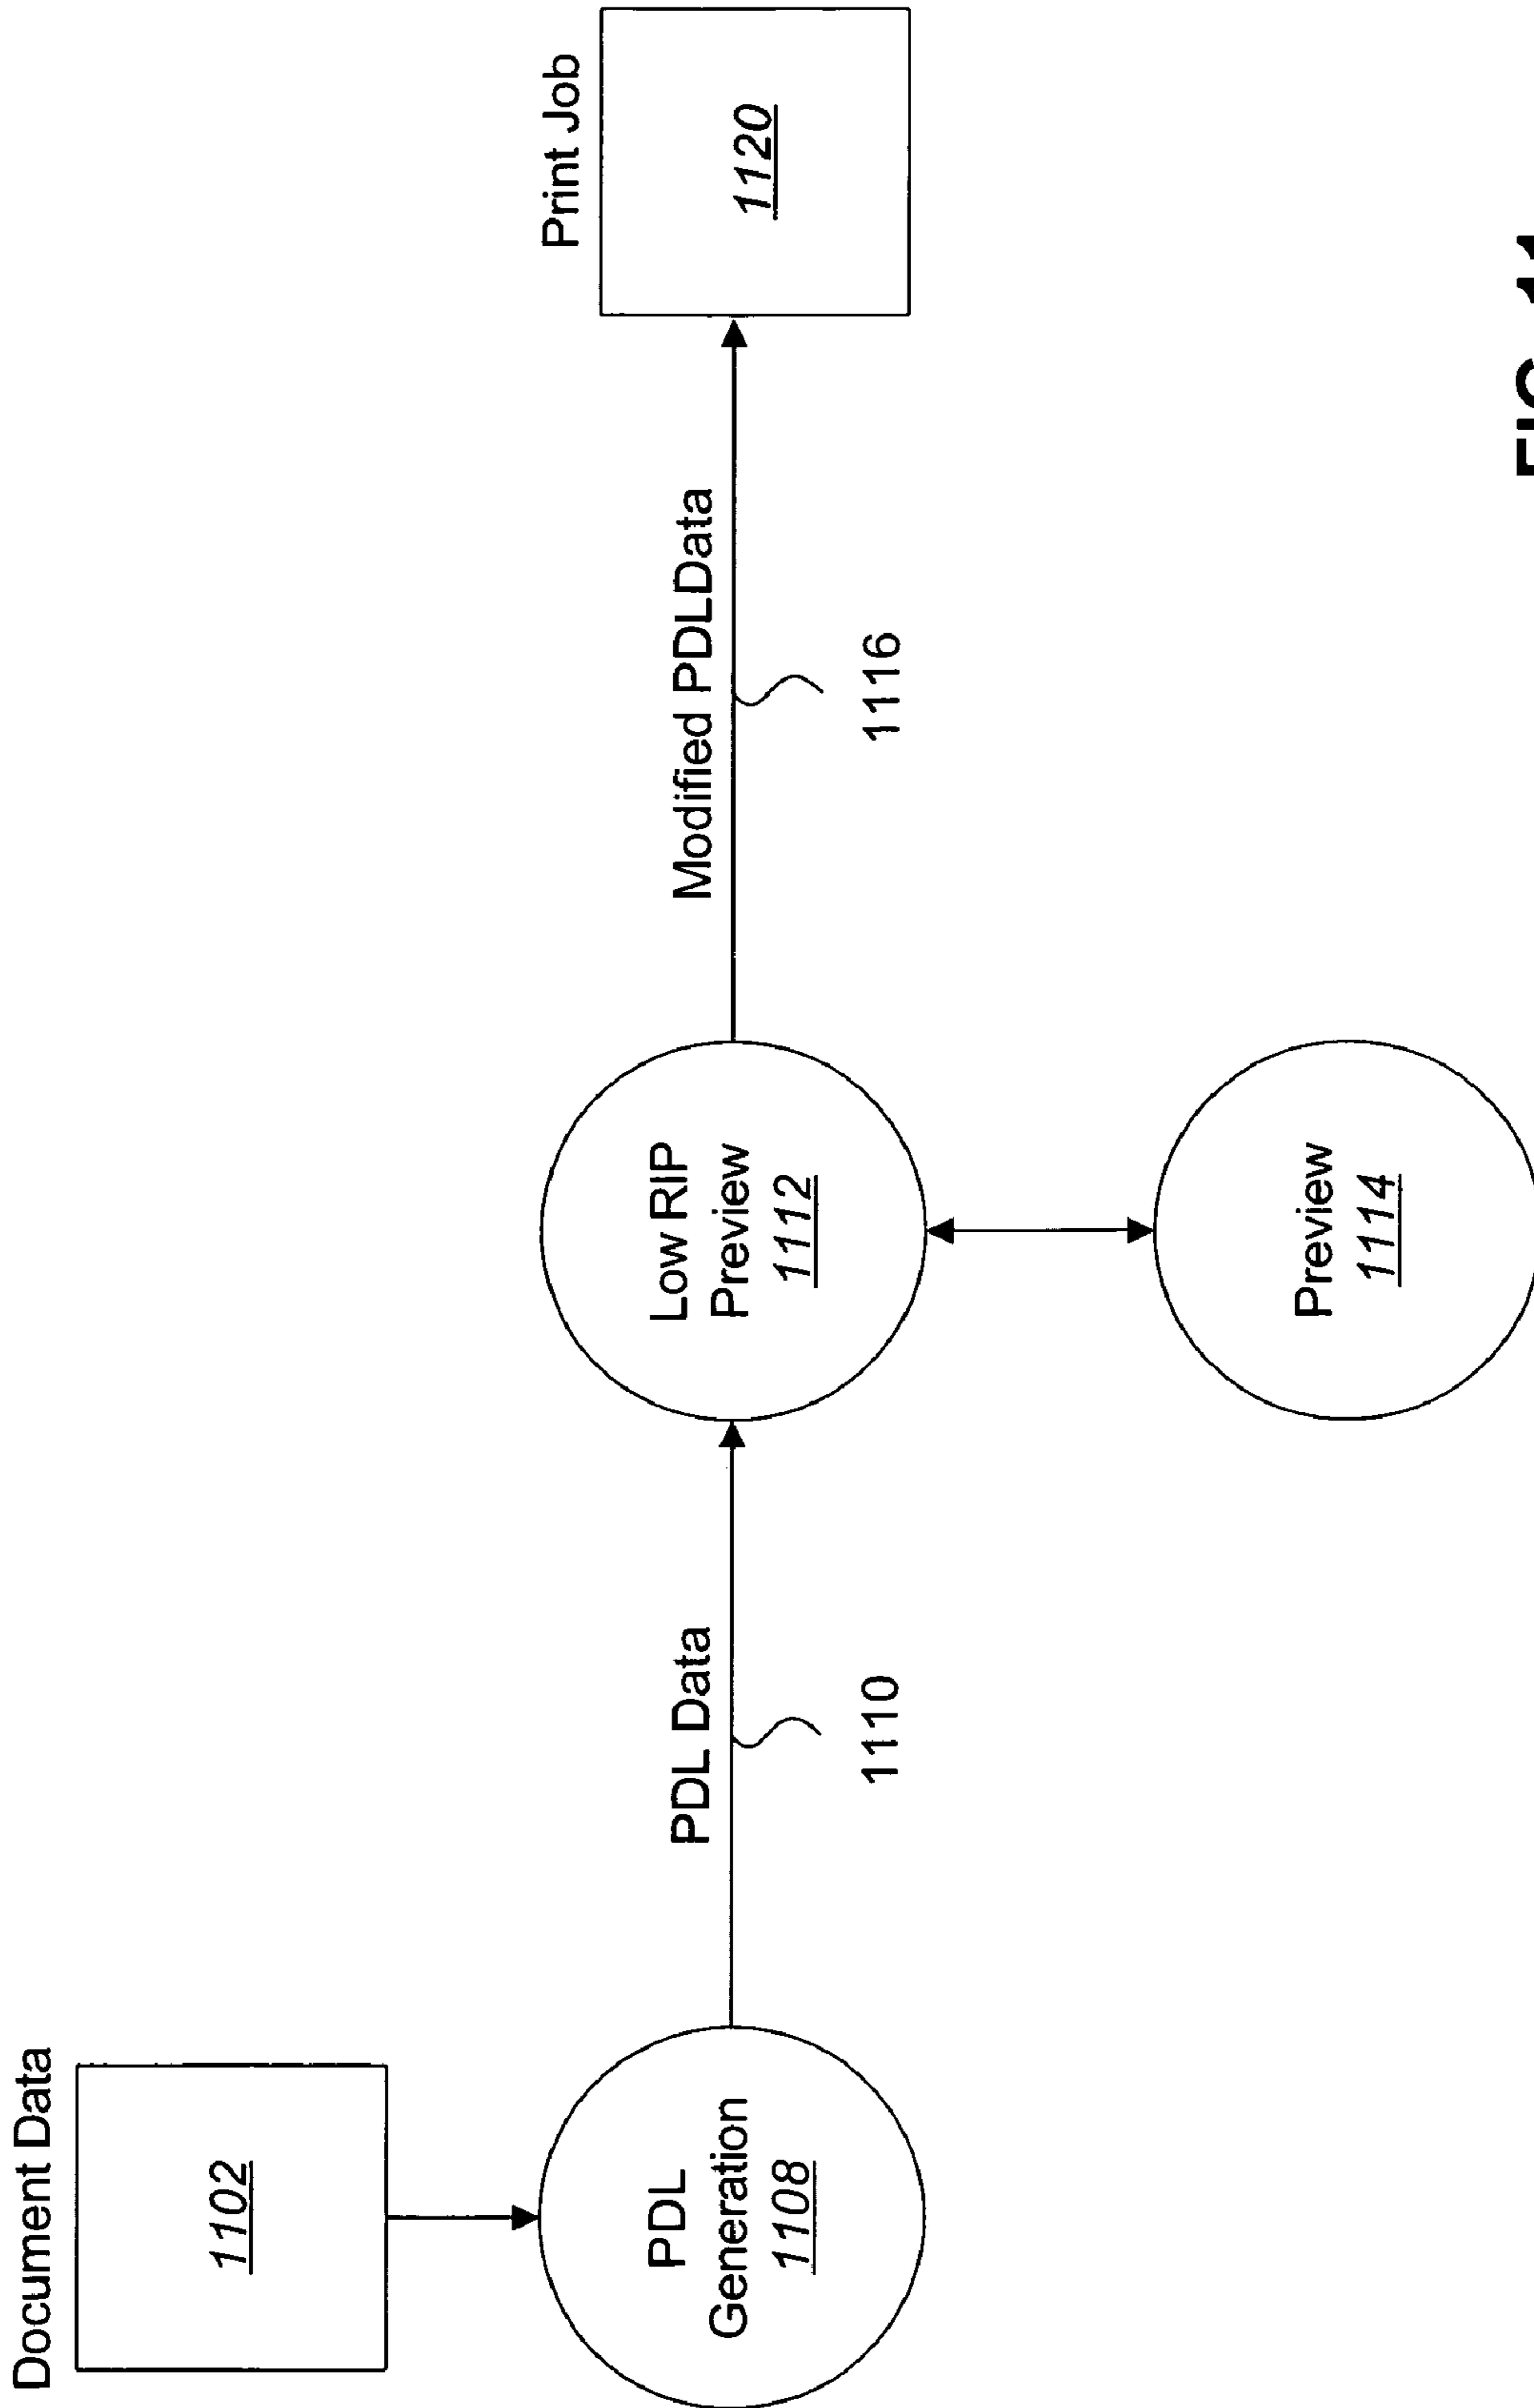 Document Data
1102
PDL
Generation
1108
PDL Data
1110
Low RIP
Preview
1112
Preview
1114
Modified PDLData
1116
Print Job
1120